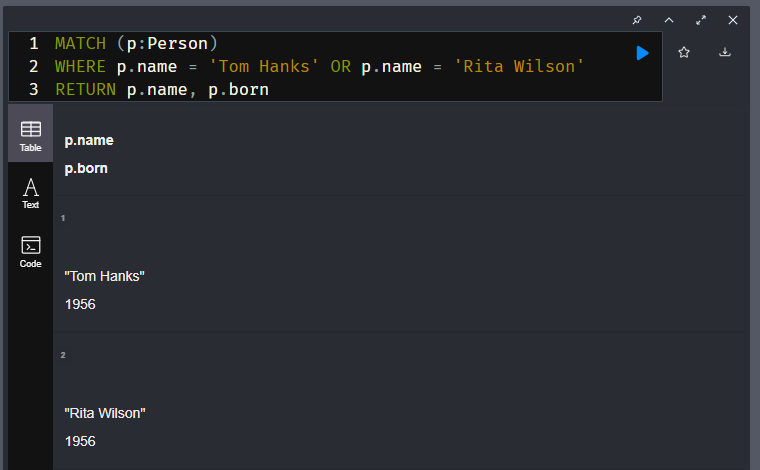 1 MATCH (p:Person)
2 WHERE p.name = 'Tom Hanks' OR p.name = 'Rita Wilson'
3 RETURN p.name, p.born
Table
p.name
p.born
Text
1
Code
"Tom Hanks"
1956
2
"Rita Wilson"
1956